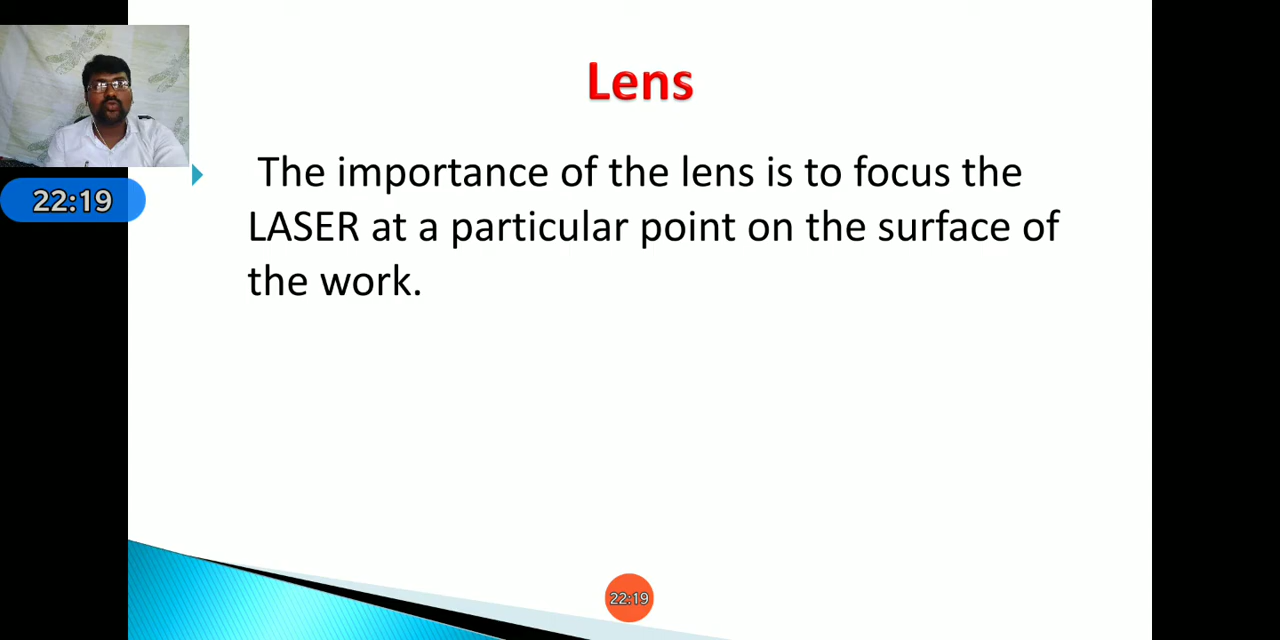 Lens
The importance of the lens is to focus the
LASER at a particular point on the surface of
the work.
22:19
22:19